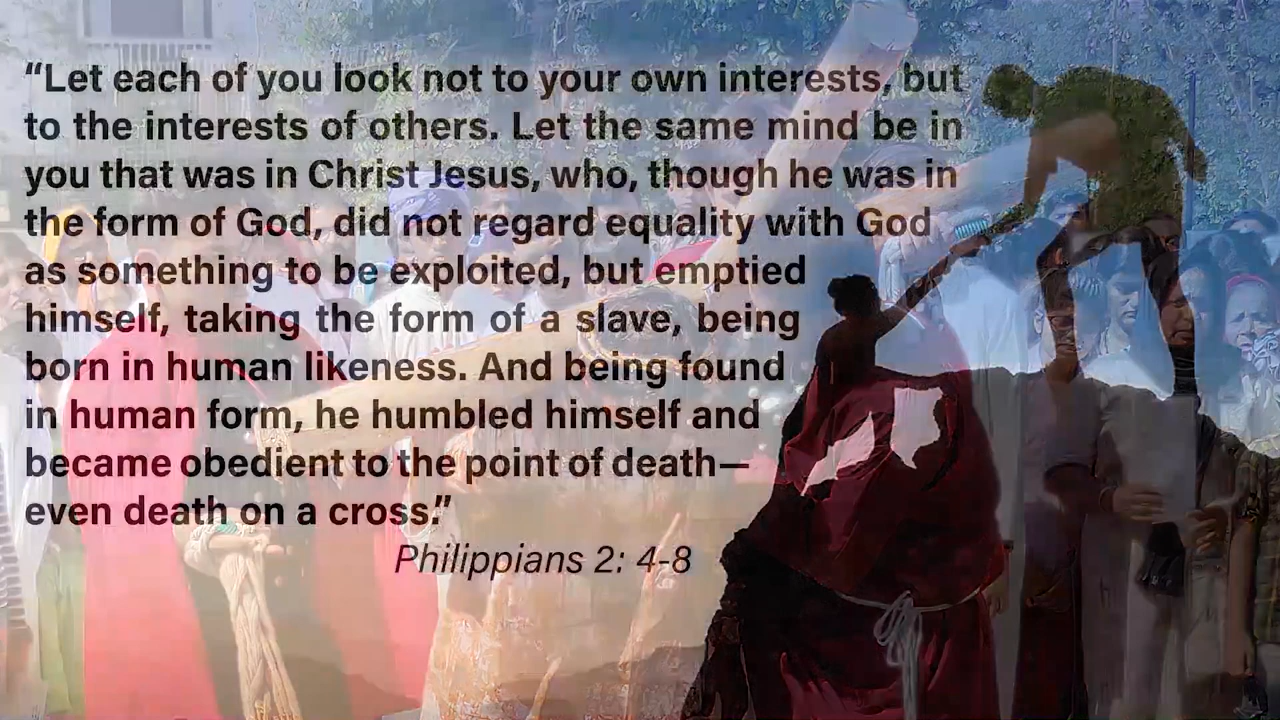 “Let each of you look not to your own interests, but
to the interests of others. Let the same mind be in
you that was in Christ Jesus, who, though he was in
the form of God, did not regard equality with God
as something to be exploited, but emptied
himself, taking the form of a slave, being
born in human likeness. And being found
in human form, he humbled himself and
became obedient to the point of death—
even death on a cross.”
Philippians 2: 4-8